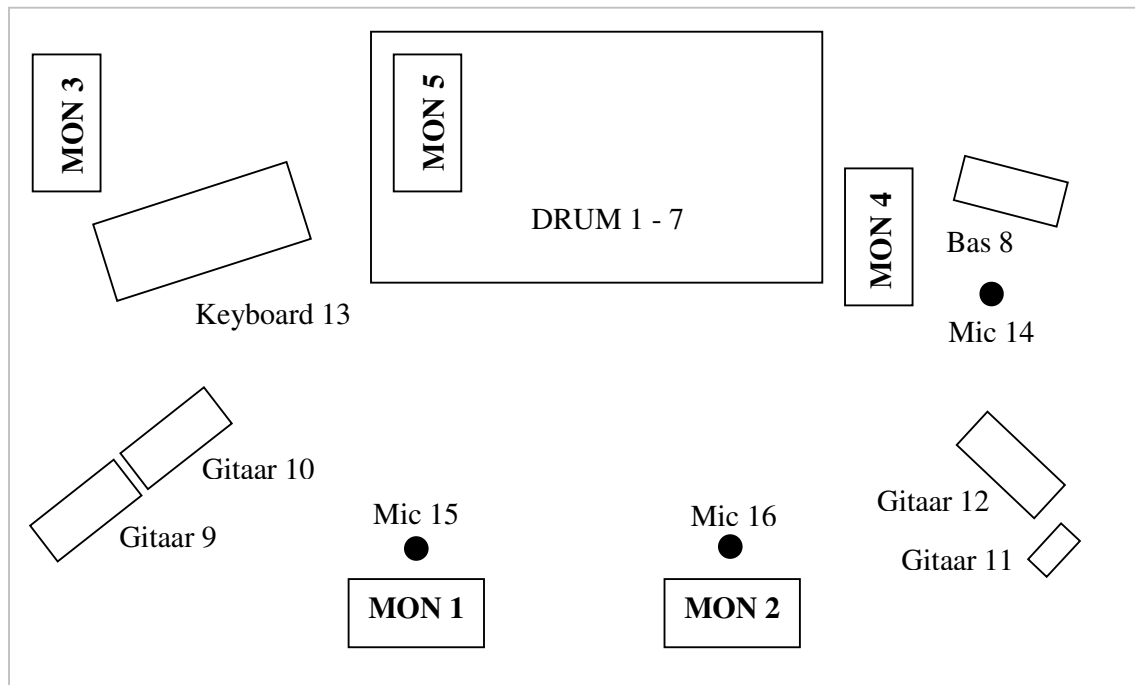 MON 3
MON 5
DRUM 1 - 7
MON 4
Bas 8
Keyboard 13
Mic 14
Gitaar 10
Gitaar 9
Mic 15
Mic 16
Gitaar 12
Gitaar 11
MON 1
MON 2